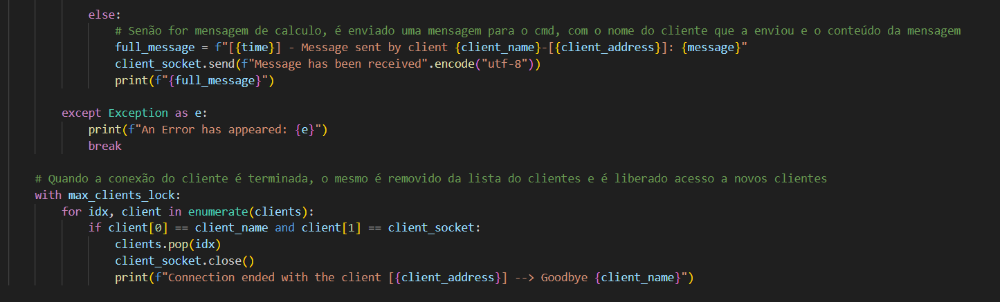 else:
# Senão for mensagem de calculo, é enviado uma mensagem para o cmd, com o nome do cliente que a enviou e o conteúdo da mensagem
full_message = f"[{time}] - Message sent by client {client_name}-[{client_address}]: {message}"
client_socket.send(f"Message has been received".encode("utf-8"))
print(f"{full_message}")
except Exception as e:
print(f"An Error has appeared: {e}")
break
# Quando a conexão do cliente é terminada, o mesmo é removido da lista do clientes e é liberado acesso a novos clientes
with max_clients_lock:
for idx, client in enumerate(clients):
if client[0] == client_name and client[1] == client_socket:
clients.pop(idx)
client_socket.close()
print(f"Connection ended with the client [{client_address}] --> Goodbye {client_name}")